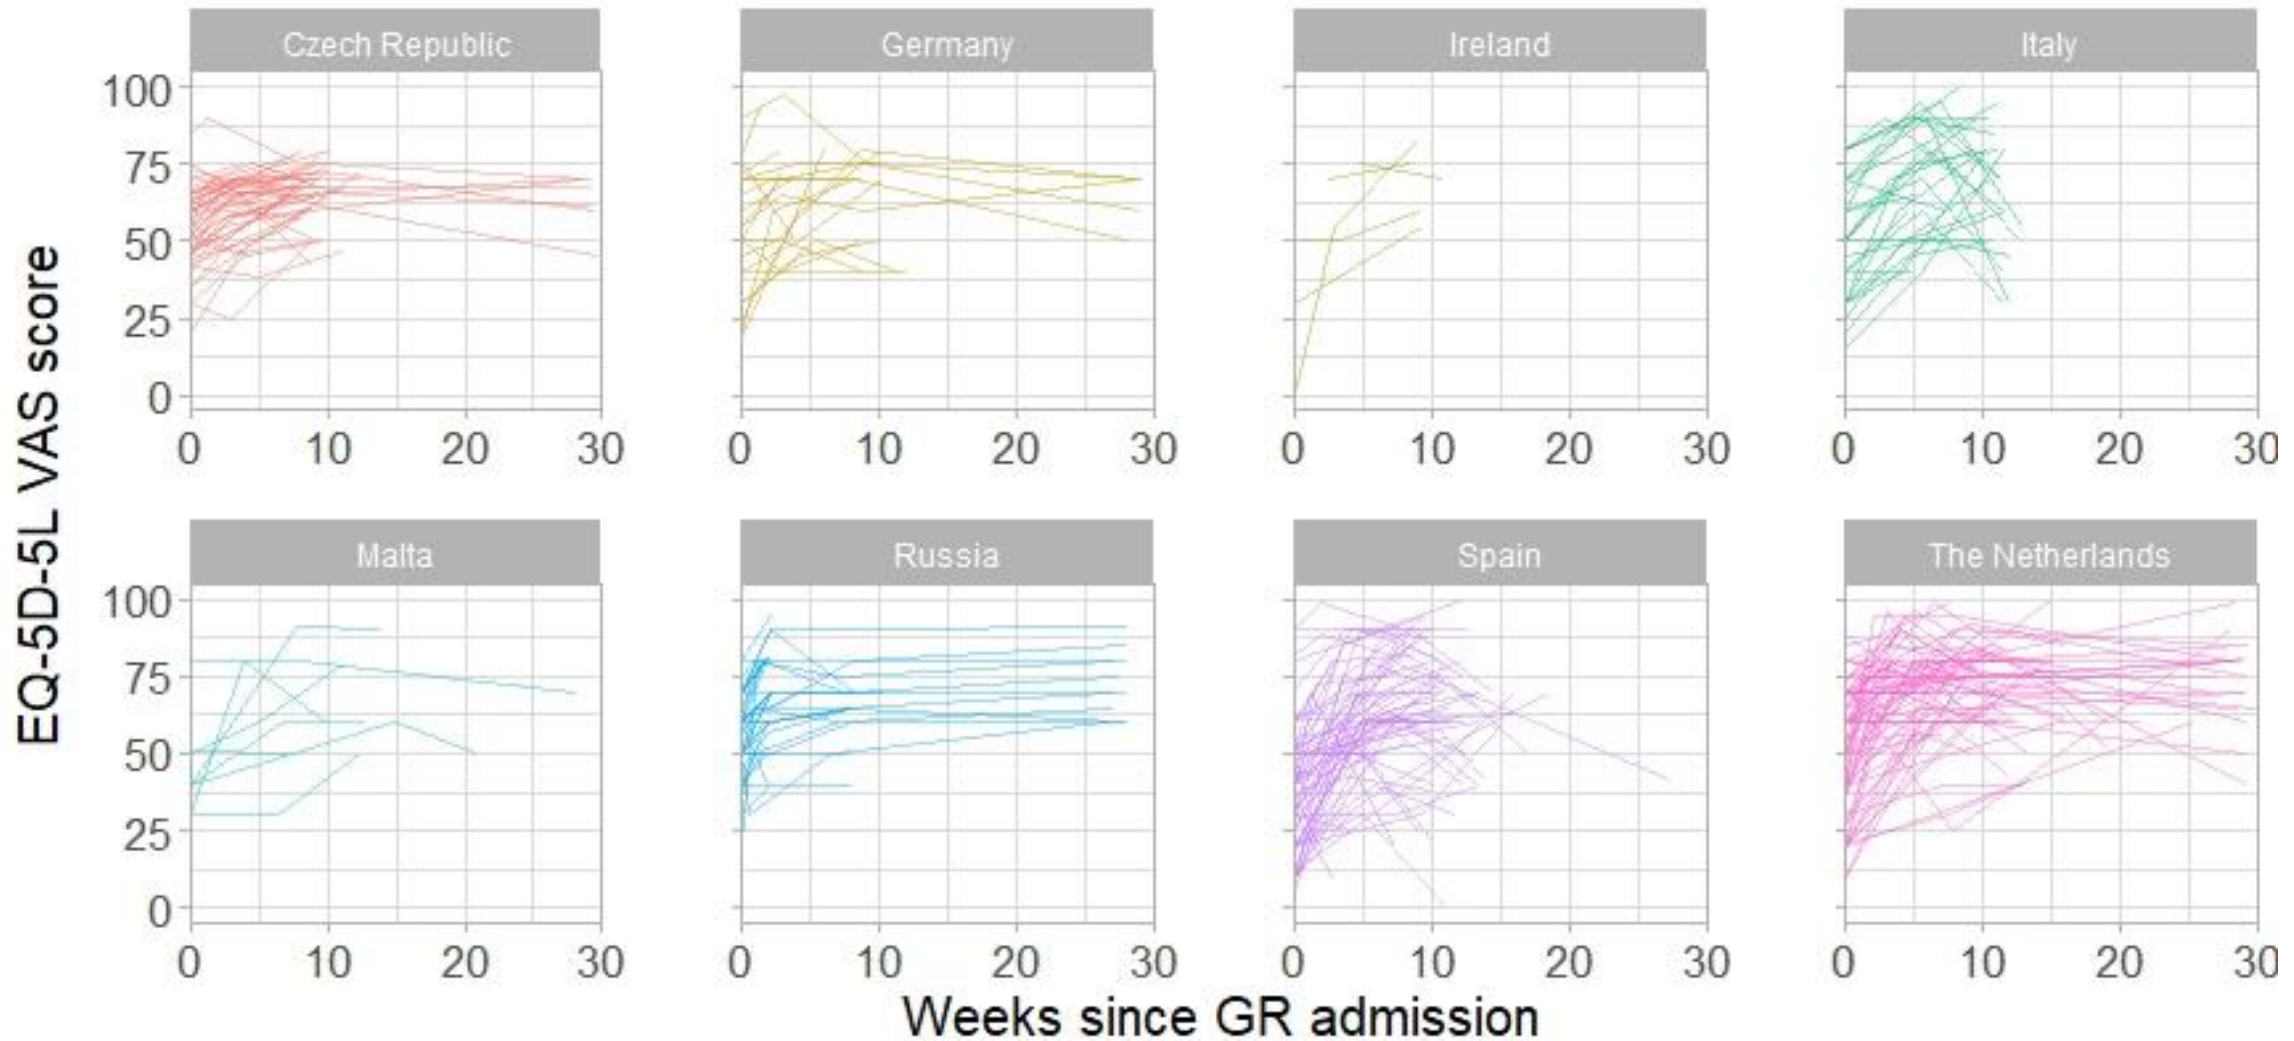 Czech Republic Germany Ireland Italy
100
75
50
25
0
0 10 20 30 0 10 20 30 0 10 20 30 0 10 20 30
EQ-5D-5L VAS score
Malta Russia Spain The Netherlands
100
75
50
25
0
0 10 20 30 0 10 20 30 0 10 20 30 0 10 20 30
Weeks since GR admission